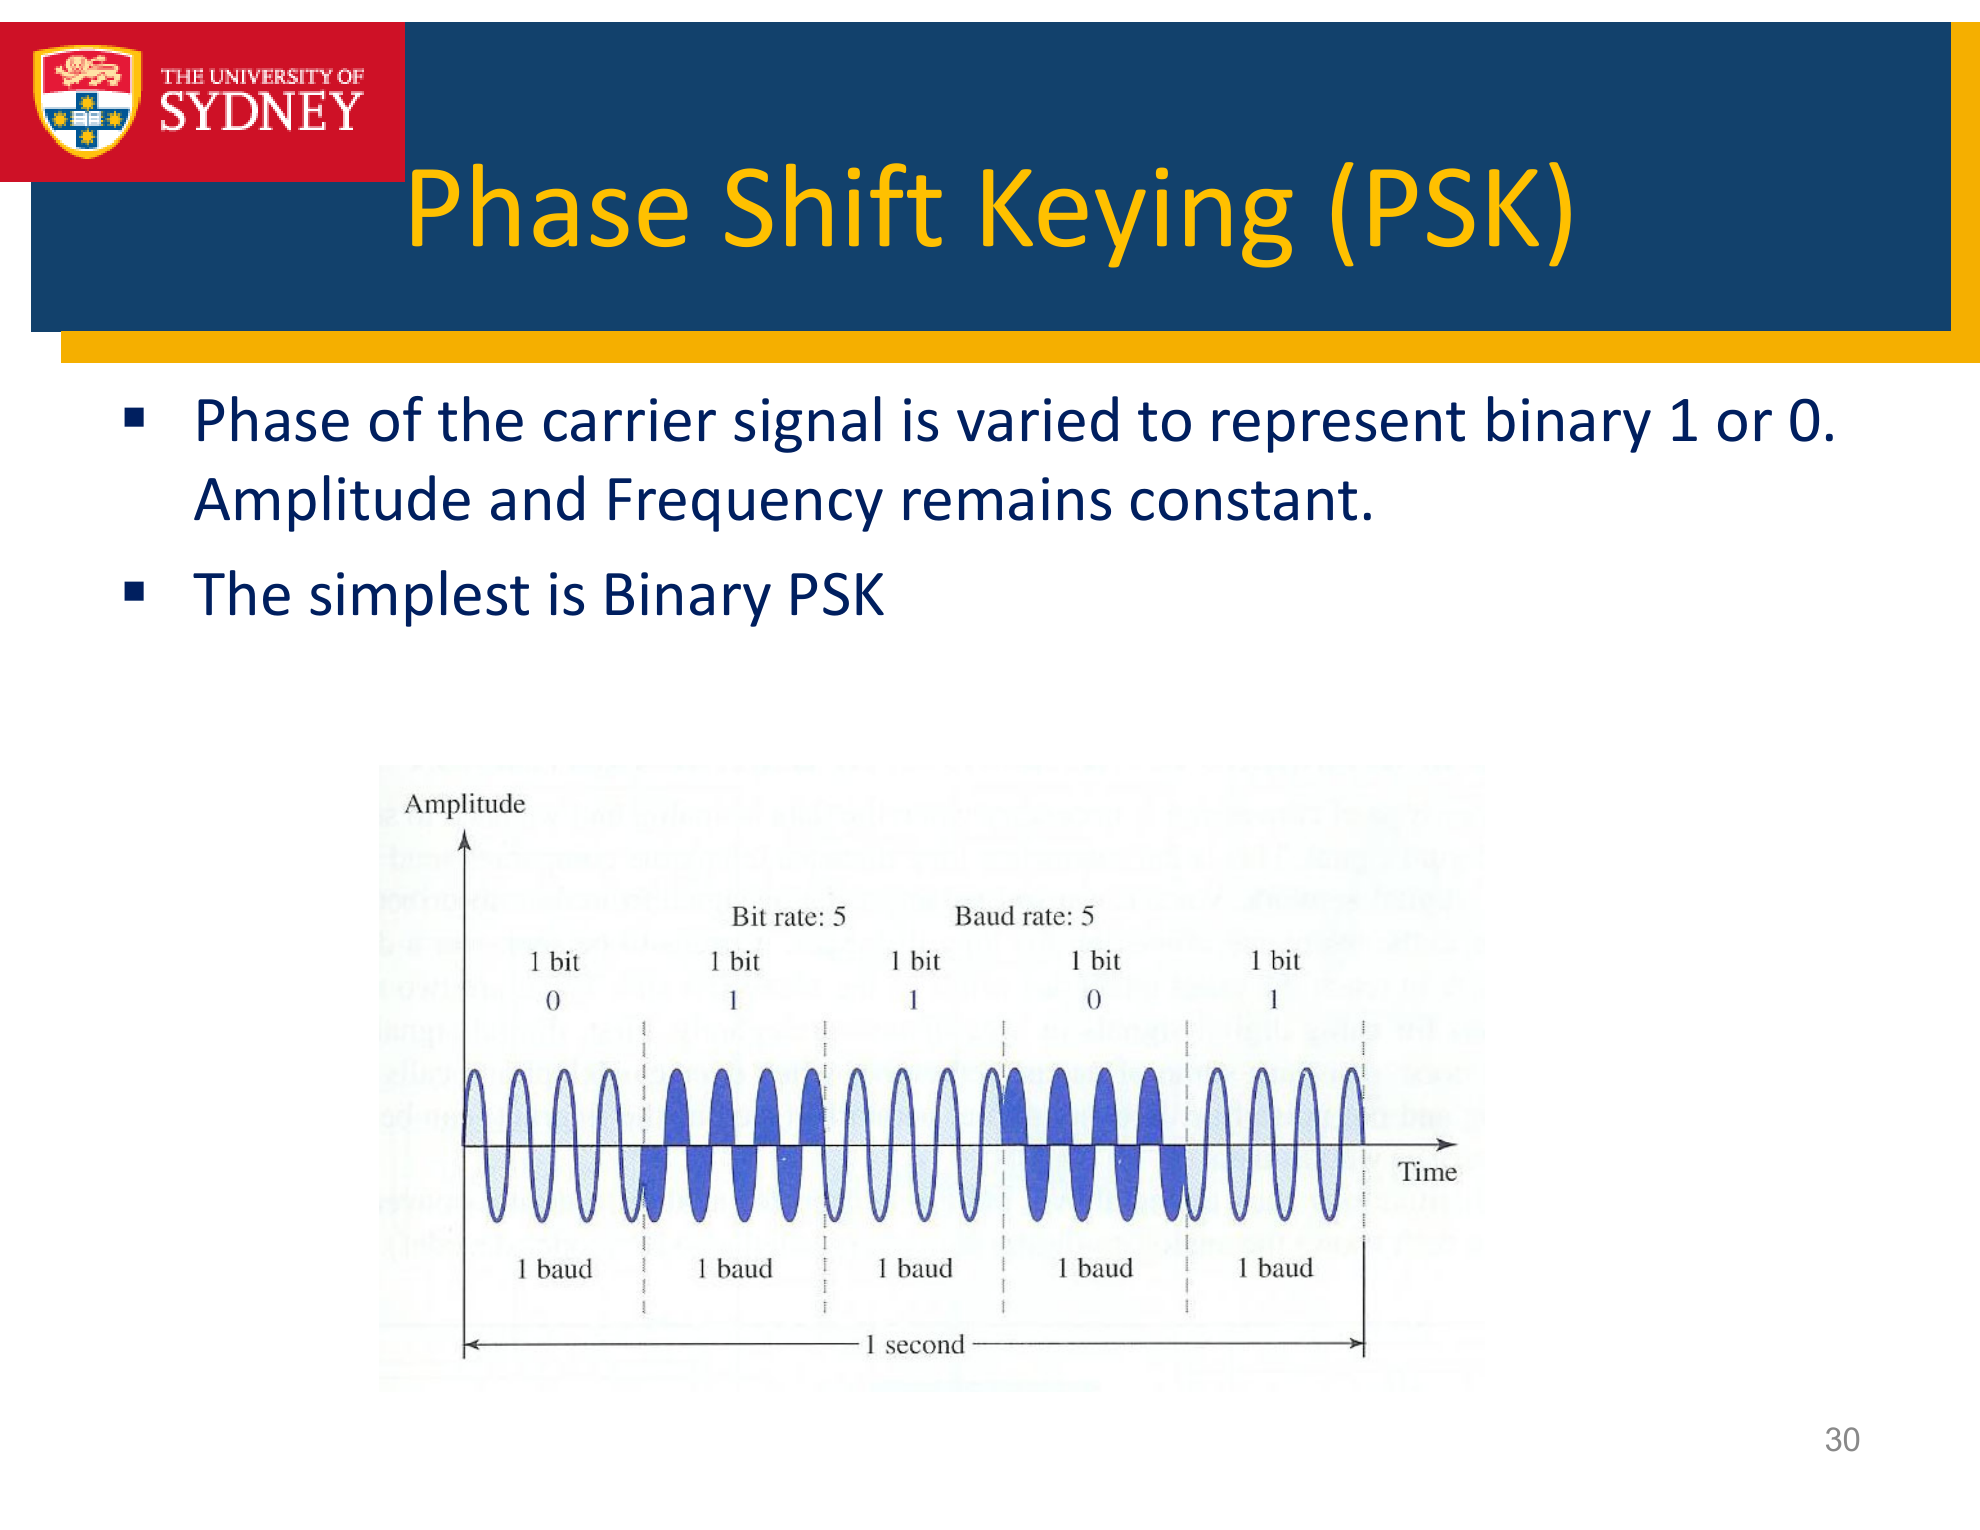 THE UNIVERSITY OF
SYDNEY
Phase Shift Keying (PSK)
▪ Phase of the carrier signal is varied to represent binary 1 or 0.
Amplitude and Frequency remains constant.
▪ The simplest is Binary PSK
Amplitude
Bit rate: 5 Baud rate: 5
1 bit 1 bit 1 bit 1 bit 1 bit
0 1 1 0 1
Time
1 baud 1 baud 1 baud 1 baud 1 baud
1 second
30